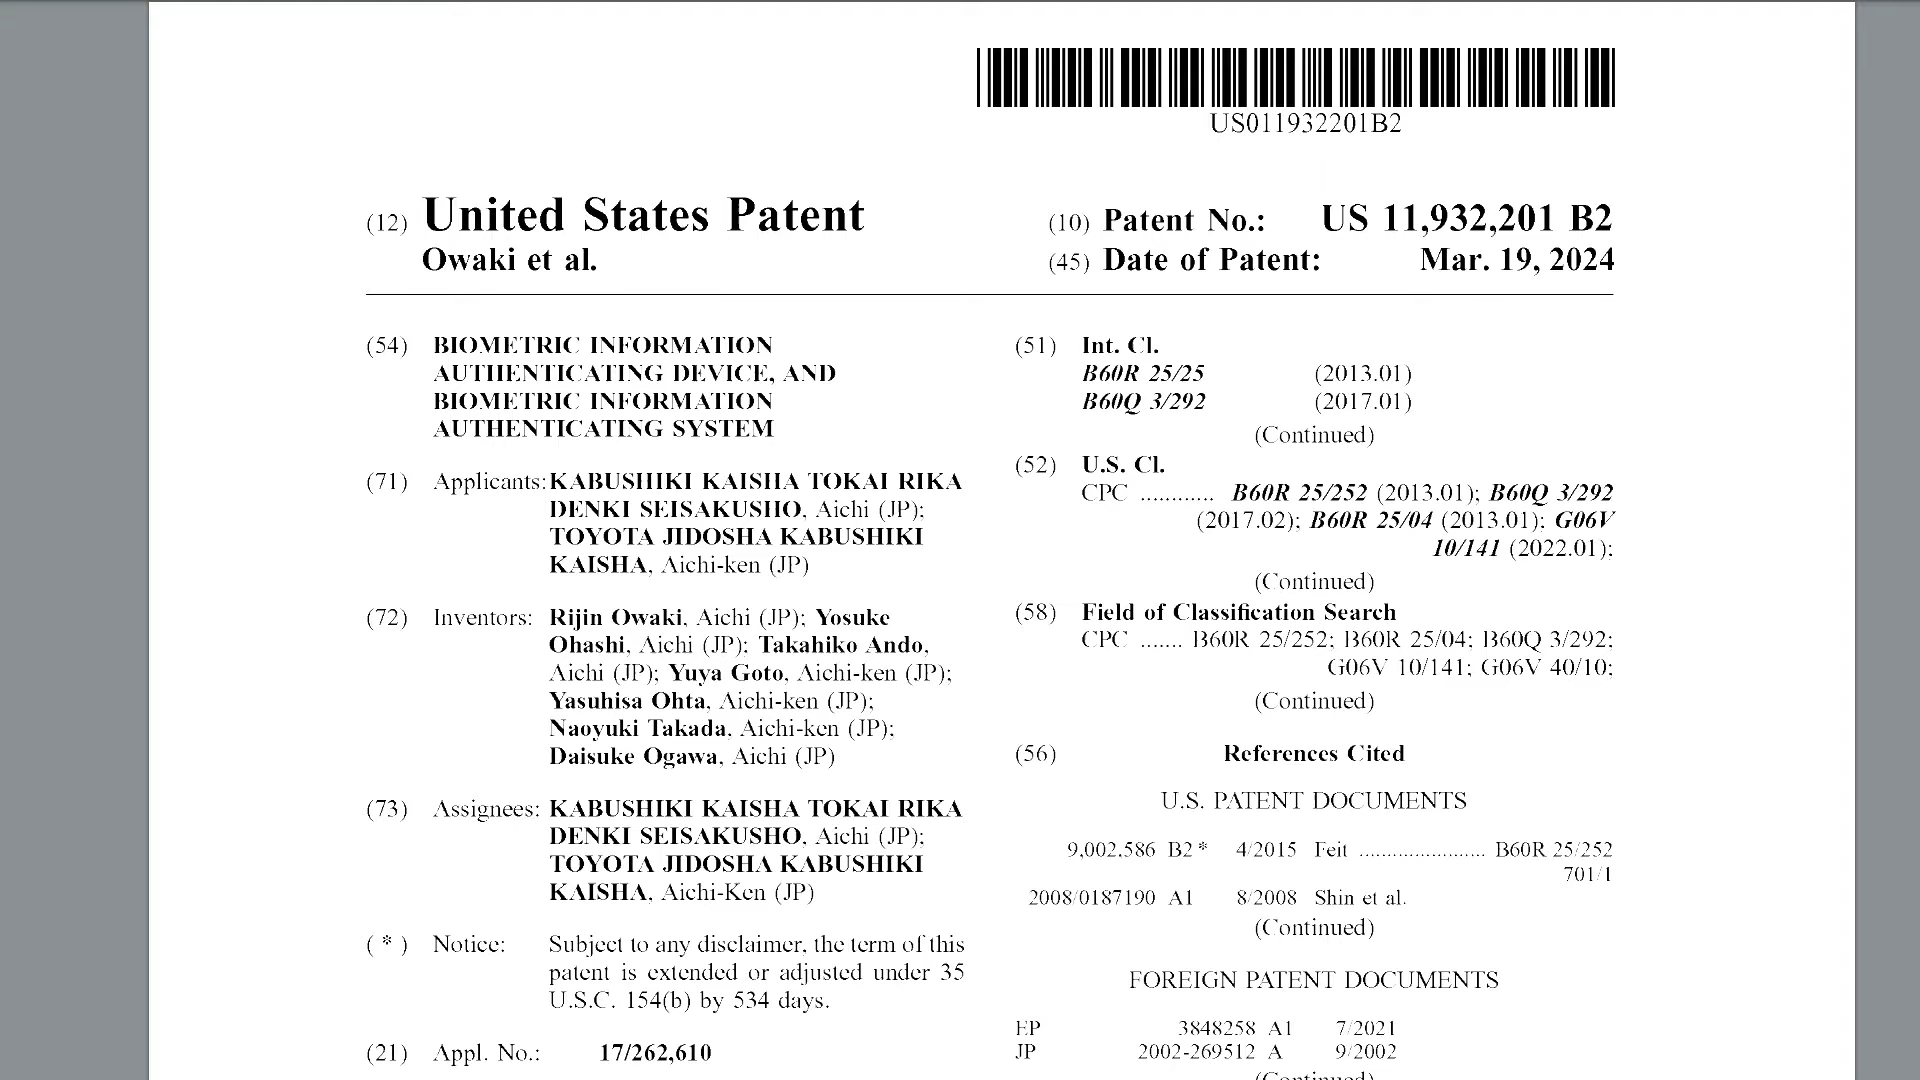 US011932201B2
(12) United States Patent
Owaki et al.
(10) Patent No.: US 11,932,201 B2
(45) Date of Patent: Mar. 19, 2024
(54) BIOMETRIC INFORMATION
AUTHENTICATING DEVICE, AND
BIOMETRIC INFORMATION
AUTHENTICATING SYSTEM
(71) Applicants: KABUSHIKI KAISHA TOKAI RIKA
DENKI SEISAKUSHO, Aichi (JP);
TOYOTA JIDOSHA KABUSHIKI
KAISHA, Aichi-ken (JP)
(72) Inventors: Rijin Owaki, Aichi (JP); Yosuke
Ohashi, Aichi (JP); Takahiko Ando,
Aichi (JP); Yuya Goto, Aichi-ken (JP);
Yasuhisa Ohta, Aichi-ken (JP);
Naoyuki Takada, Aichi-ken (JP);
Daisuke Ogawa, Aichi (JP)
(73) Assignees: KABUSHIKI KAISHA TOKAI RIKA
DENKI SEISAKUSHO, Aichi (JP);
TOYOTA JIDOSHA KABUSHIKI
KAISHA, Aichi-Ken (JP)
( * ) Notice: Subject to any disclaimer, the term of this
patent is extended or adjusted under 35
U.S.C. 154(b) by 534 days.
(21) Appl. No.: 17/262,610
(51) Int. Cl.
B60R 25/25 (2013.01)
B60Q 3/292 (2017.01)
(Continued)
(52) U.S. Cl.
CPC ............ B60R 25/252 (2013.01); B60Q 3/292
(2017.02); B60R 25/04 (2013.01); G06V
10/141 (2022.01);
(Continued)
(58) Field of Classification Search
CPC ....... B60R 25/252; B60R 25/04; B60Q 3/292;
G06V 10/141; G06V 40/10;
(Continued)
(56) References Cited
U.S. PATENT DOCUMENTS
9,002,586 B2 * 4/2015 Feit ....................... B60R 25/252
701/1
2008/0187190 A1 8/2008 Shin et al.
(Continued)
FOREIGN PATENT DOCUMENTS
EP 3848258 A1 7/2021
JP 2002-269512 A 9/2002
(Continued)